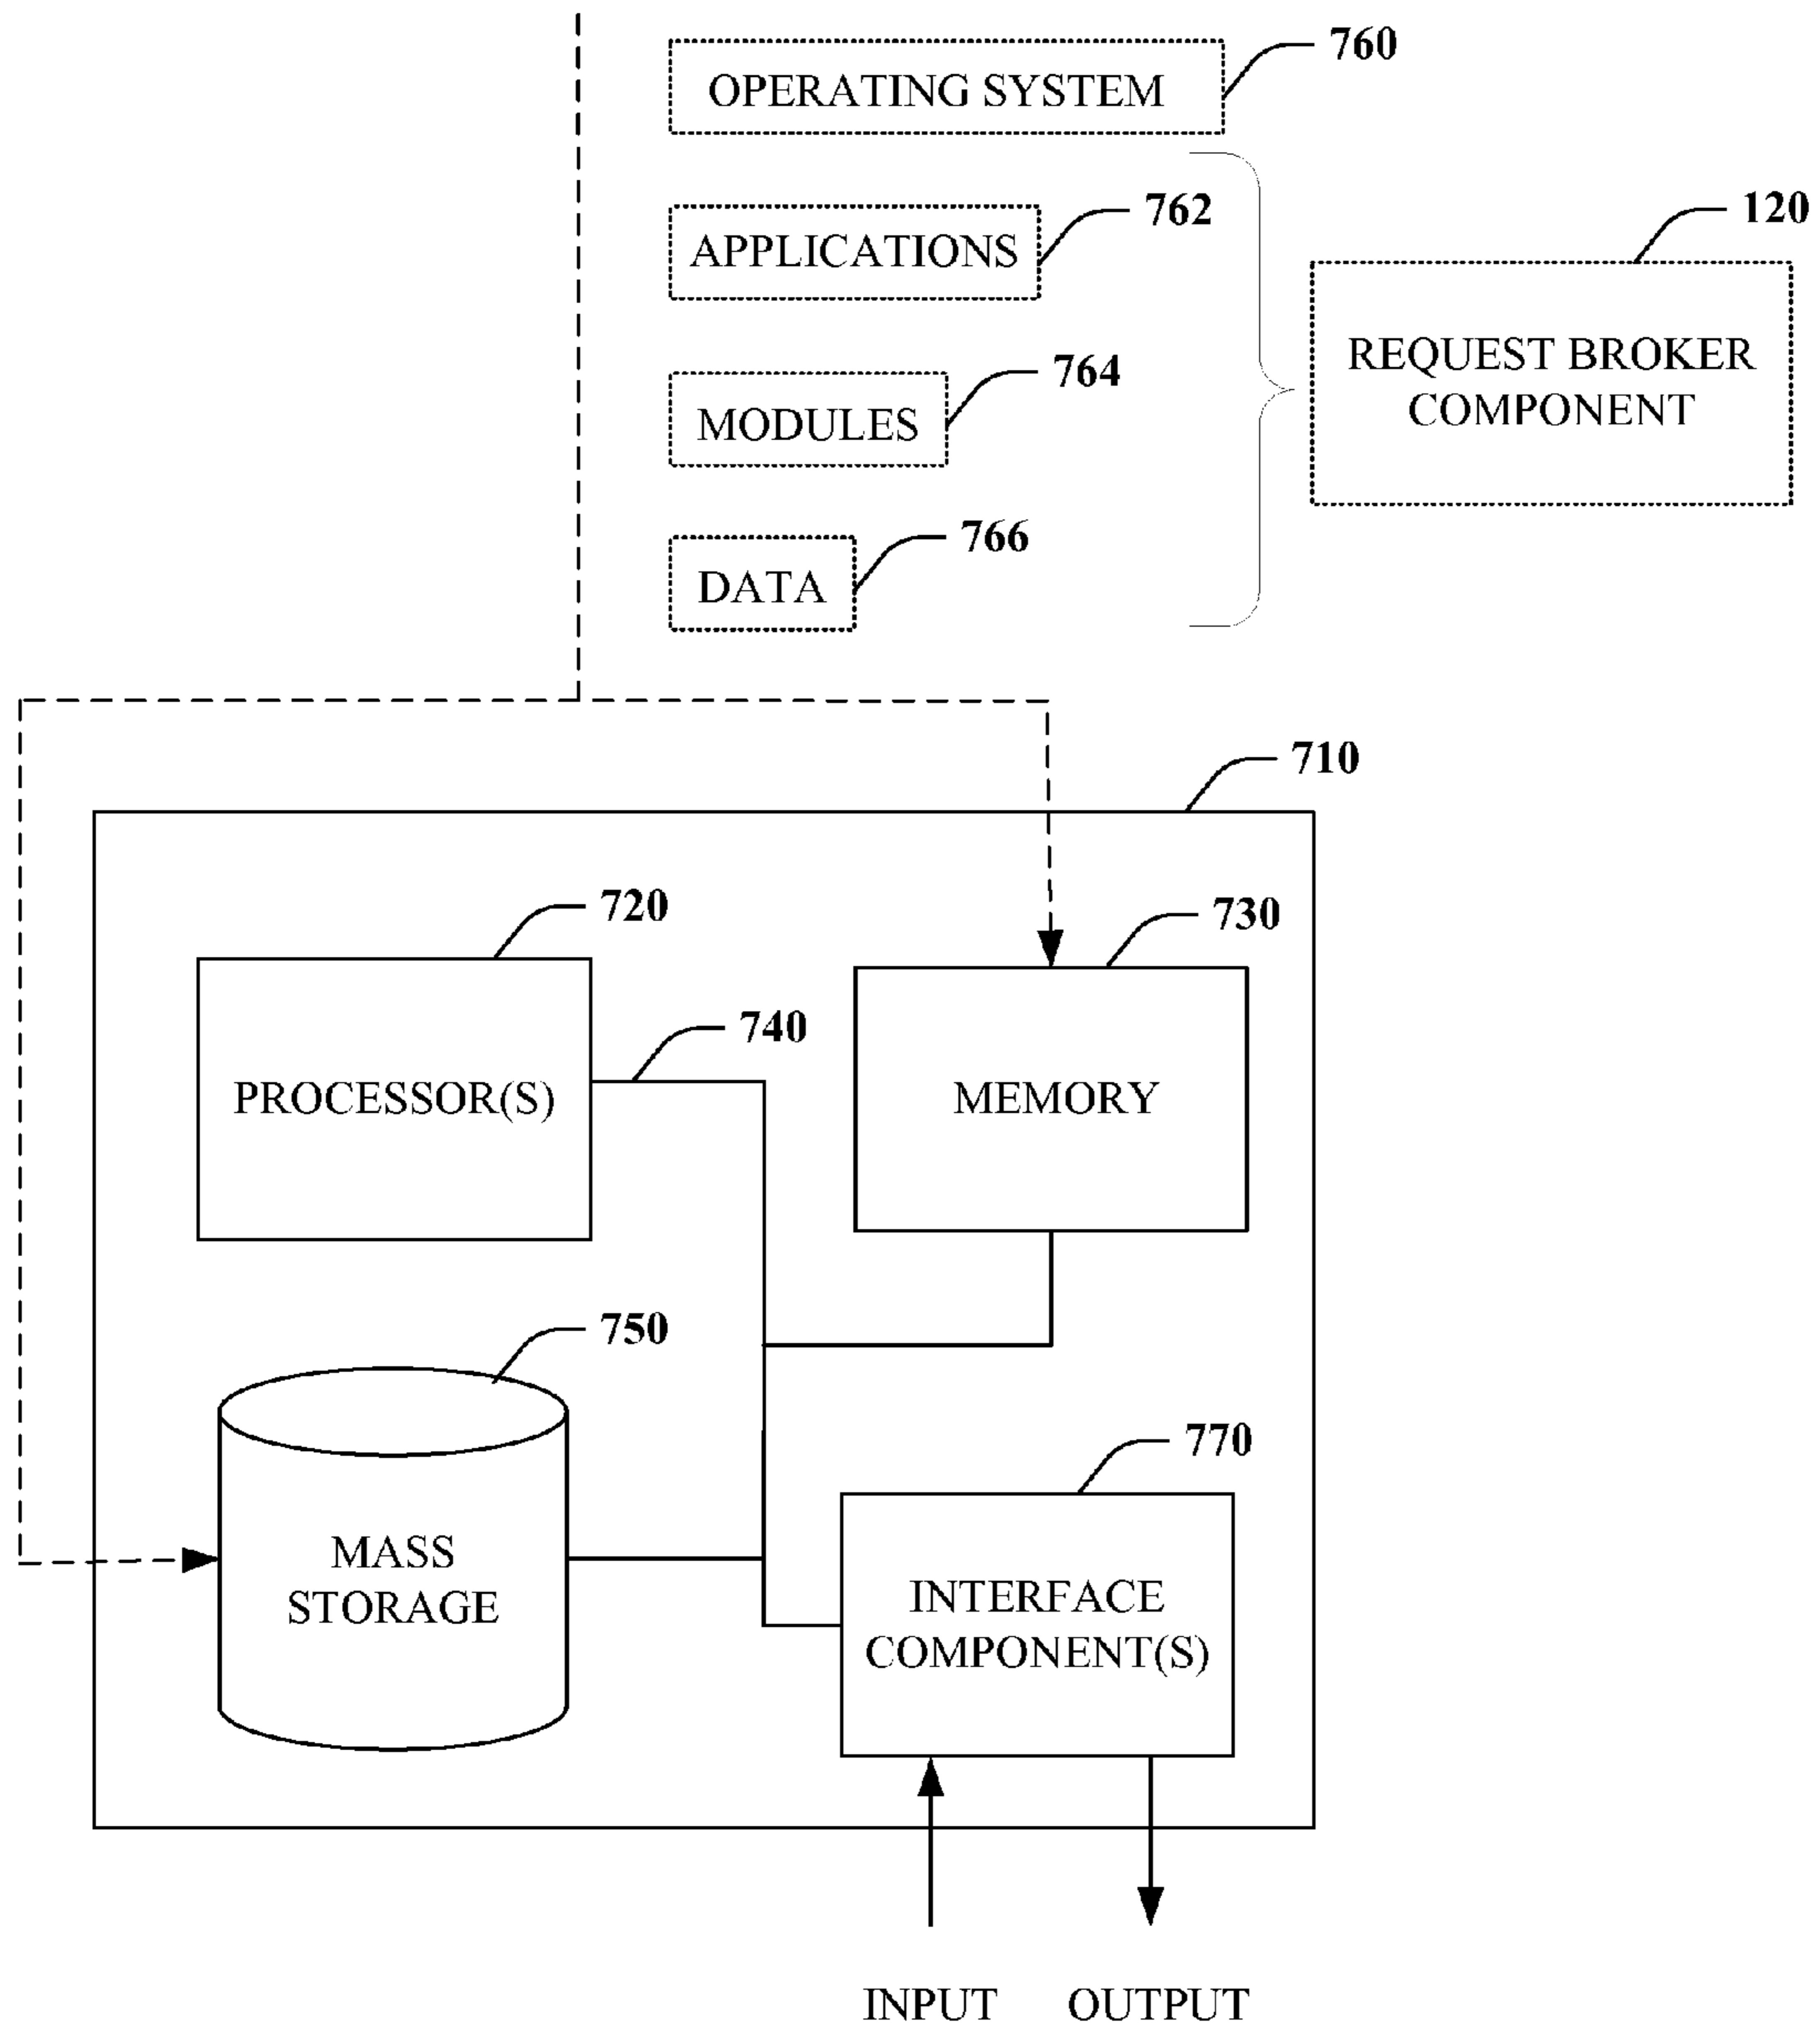 760
OPERATING SYSTEM
762
APPLICATIONS
120
REQUEST BROKER
COMPONENT
764
MODULES
766
DATA
710
720
730
740
PROCESSOR(S)
MEMORY
750
770
MASS
STORAGE
INTERFACE
COMPONENT(S)
INPUT
OUTPUT